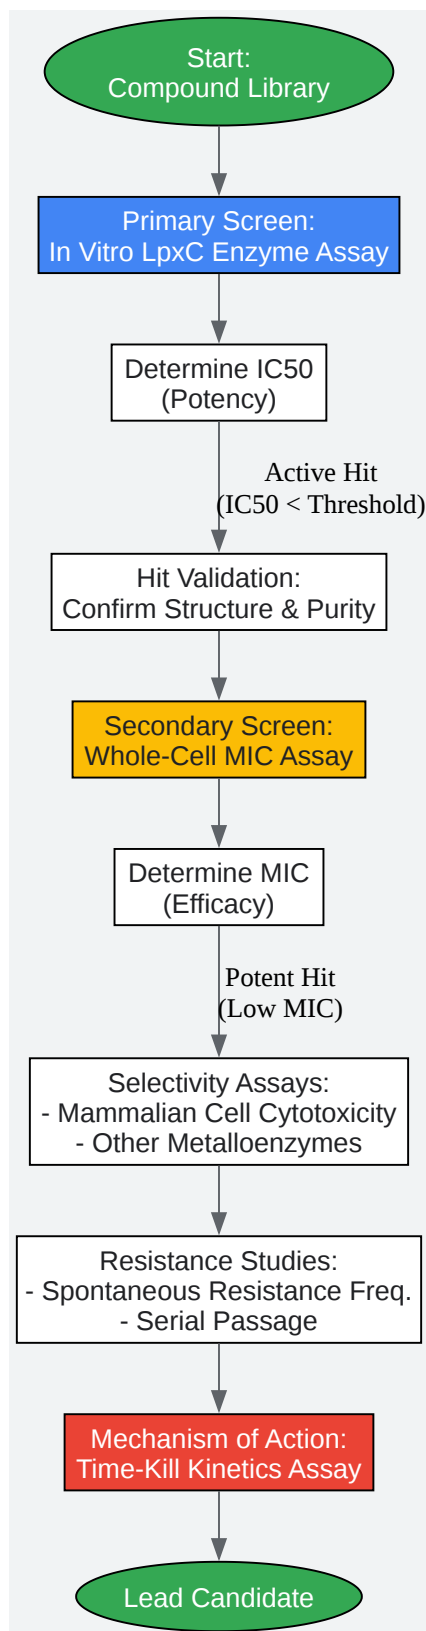 Start:
Compound Library
Primary Screen:
In Vitro LpxC Enzyme Assay
Determine IC50
(Potency)
Active Hit
(IC50 < Threshold)
Hit Validation:
Confirm Structure & Purity
Secondary Screen:
Whole-Cell MIC Assay
Determine MIC
(Efficacy)
Potent Hit
(Low MIC)
Selectivity Assays:
- Mammalian Cell Cytotoxicity
- Other Metalloenzymes
Resistance Studies:
- Spontaneous Resistance Freq.
- Serial Passage
Mechanism of Action:
Time-Kill Kinetics Assay
Lead Candidate